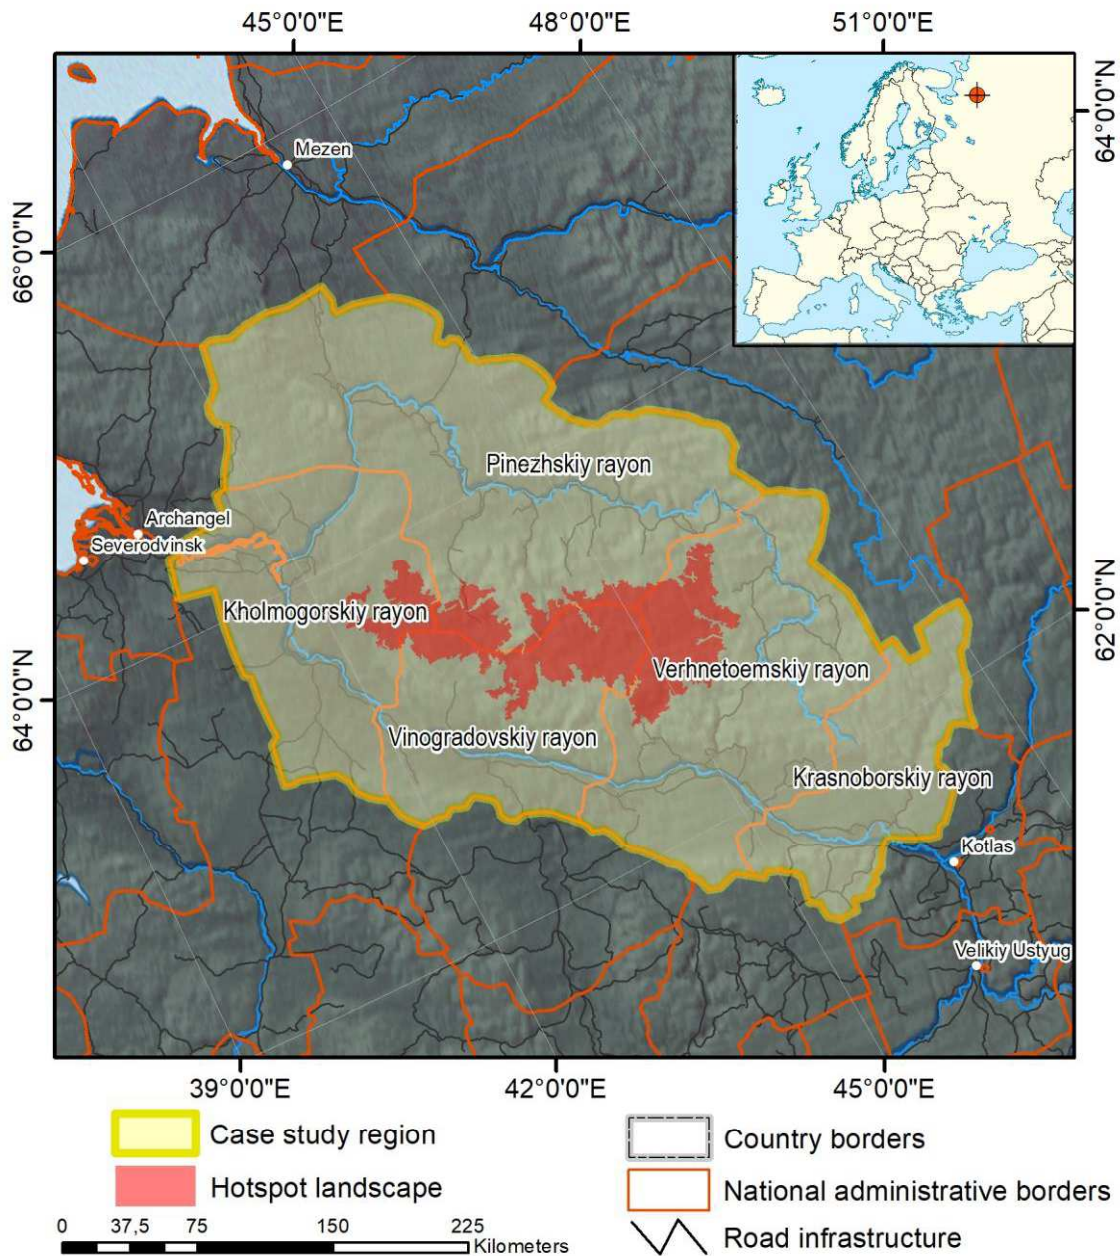 45°0'0"E
48°0'0"E
51°0'0"E
64°0'0"N
Mezen
66°0'0"N
Pinezhskiy rayon
Archangel
Severodvinsk
Kholmogorskiy rayon
62°0'0"N
Verhnetoemskiy rayon
64°0'0"N
Vinogradovskiy rayon
Krasnoborskiy rayon
Kotlas
Velikiy Ustyug
39°0'0"E
42°0'0"E
45°0'0"E
Case study region
Country borders
Hotspot landscape
National administrative borders
0 37,5 75 150 225
Kilometers
Road infrastructure